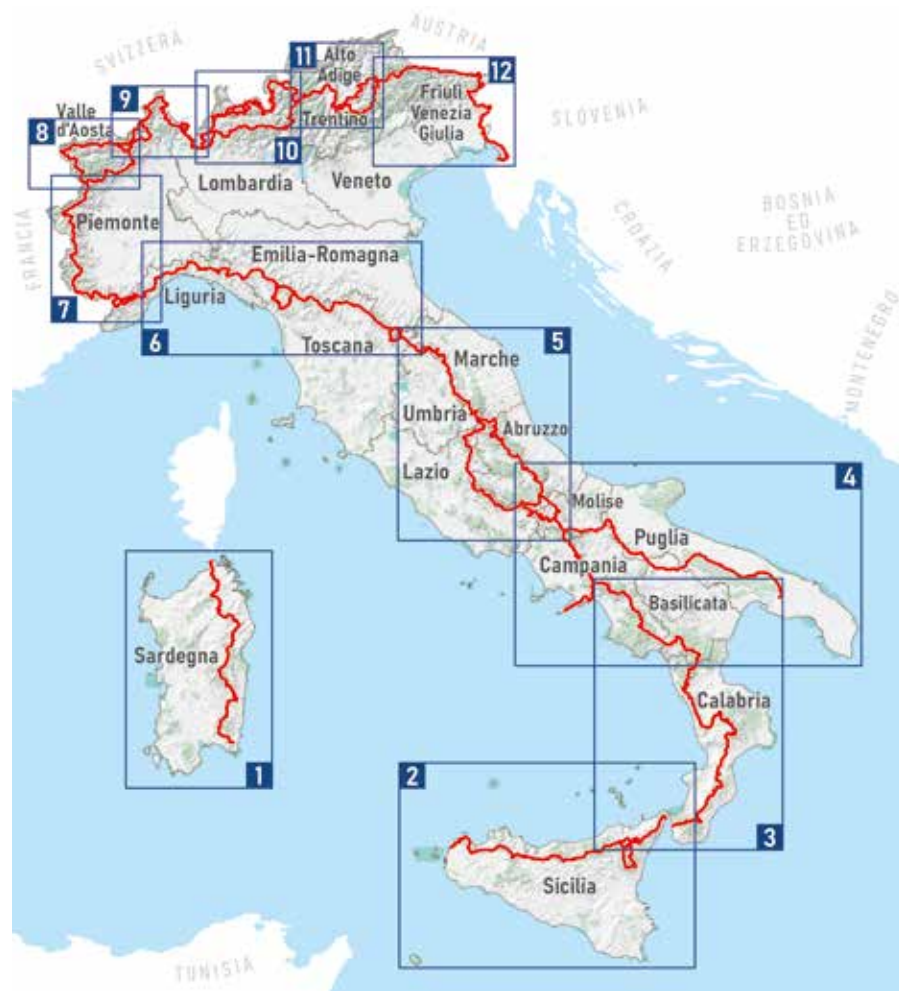 SVIZZERA
AUSTRIA
11
Alto
Adige
12
9
Valle
d'Aosta
Friuli
Venezia
Giulia
SLOVENIA
8
Trentino
10
Lombardia
Veneto
FRANCIA
Piemonte
CROAZIA
BOSNIA
ED
ERZEGOVINA
Emilia-Romagna
Liguria
7
6
Toscana
5
Marche
MONTENEGRO
Umbria
Abruzzo
Lazio
4
Molise
Puglia
Campania
Basilicata
Sardegna
Calabria
1
2
3
Sicilia
TUNISIA